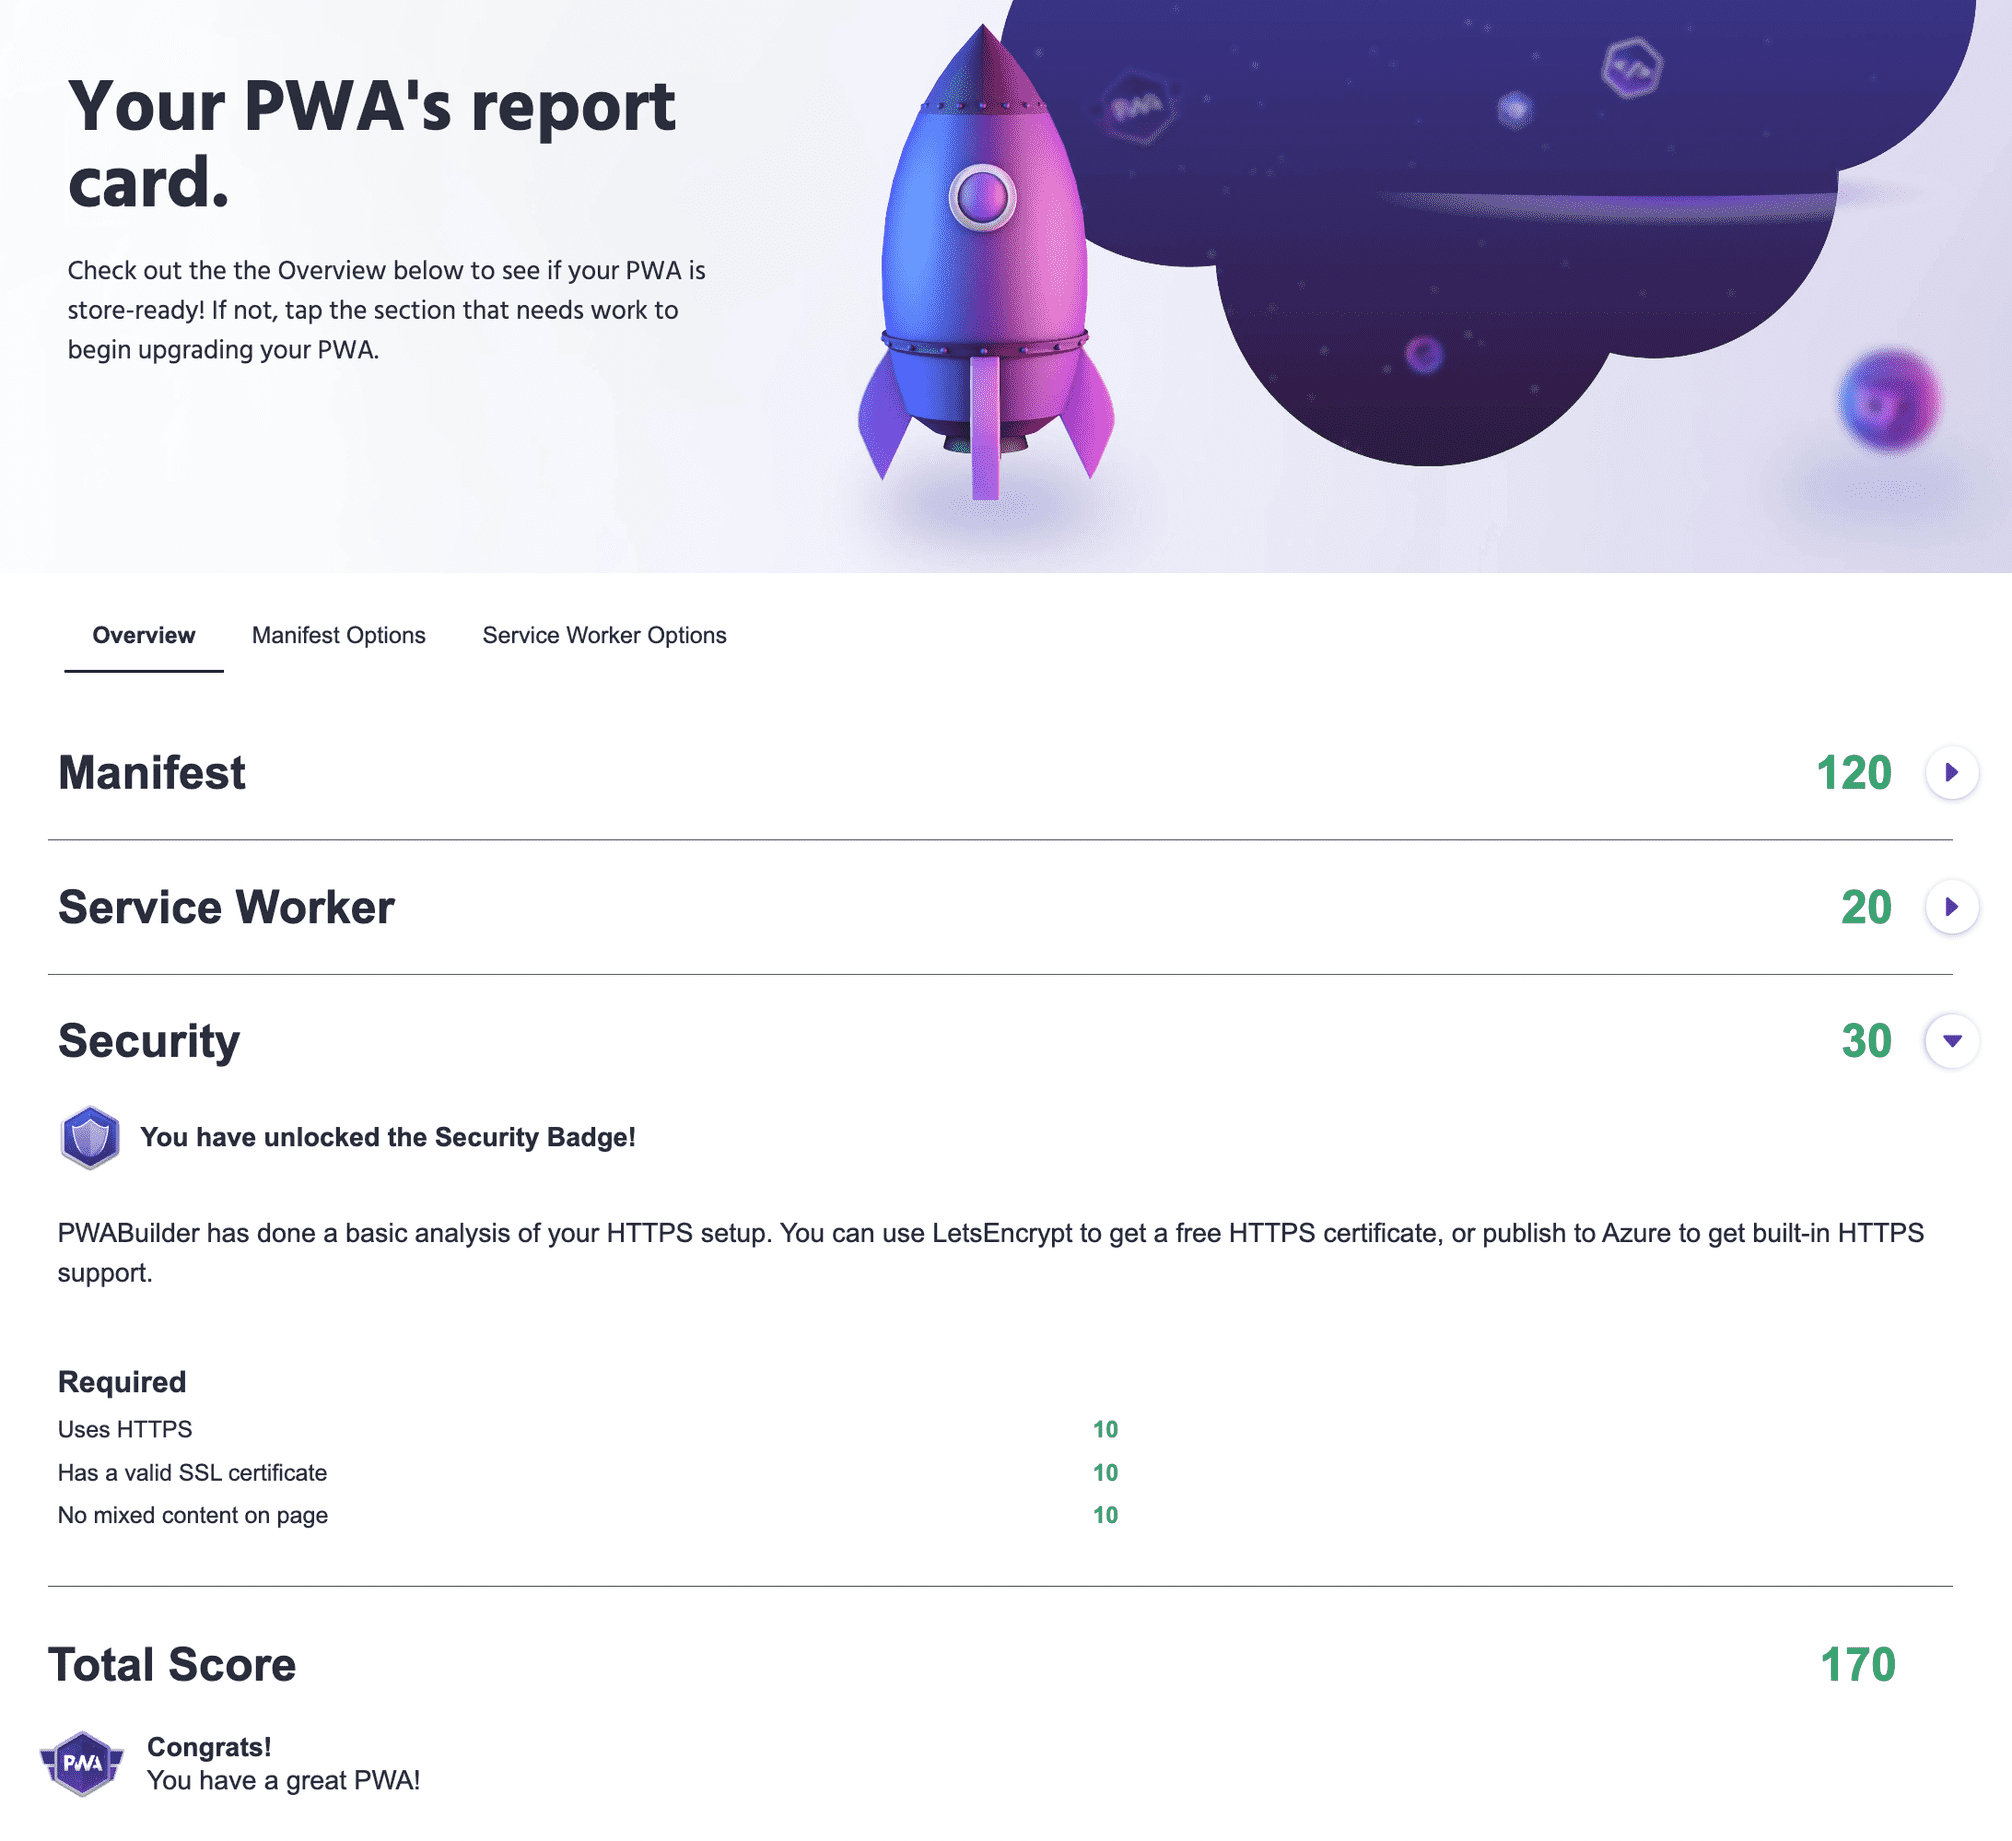 Your PWA's report
card.
Check out the the Overview below to see if your PWA is
store-ready! If not, tap the section that needs work to
begin upgrading your PWA.
PWA
Overview
Manifest Options
Service Worker Options
Manifest
120
Service Worker
20
Security
30
You have unlocked the Security Badge!
PWABuilder has done a basic analysis of your HTTPS setup. You can use LetsEncrypt to get a free HTTPS certificate, or publish to Azure to get built-in HTTPS
support.
Required
Uses HTTPS 10
Has a valid SSL certificate 10
No mixed content on page 10
Total Score
170
PWA
Congrats!
You have a great PWA!